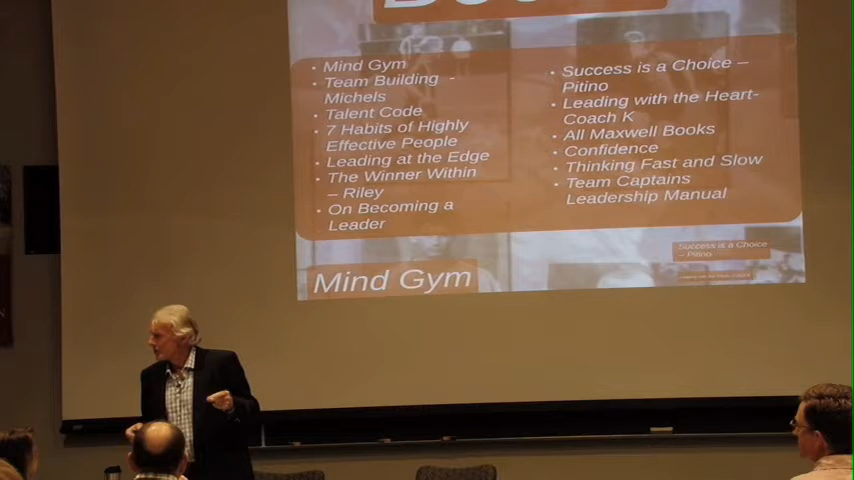 • Mind Gym
• Team Building -
Michels
• Talent Code
• 7 Habits of Highly
Effective People
• Leading at the Edge
• The Winner Within
– Riley
• On Becoming a
Leader
• Success is a Choice –
Pitino
• Leading with the Heart-
Coach K
• All Maxwell Books
• Confidence
• Thinking Fast and Slow
• Team Captains
Leadership Manual
Mind Gym
Success is a Choice
– Pitino